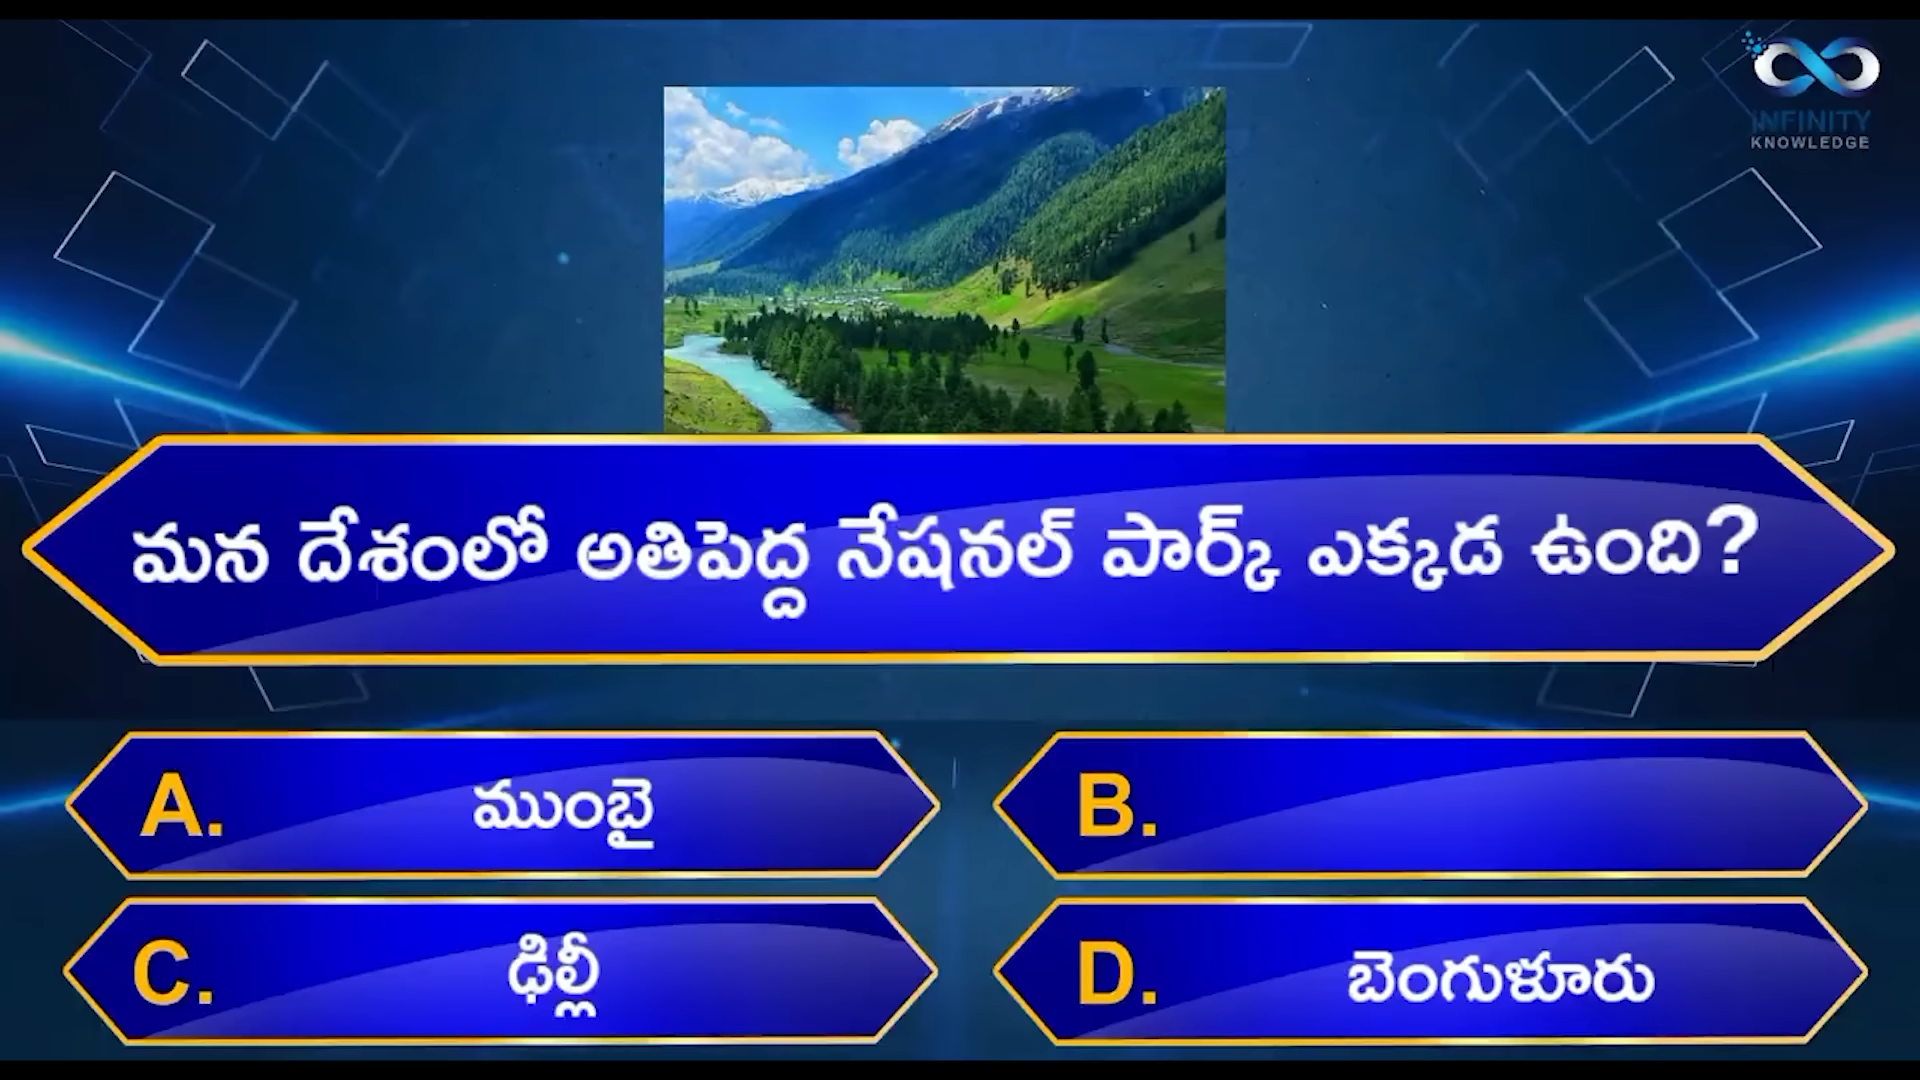 INFINITY
KNOWLEDGE
మన దేశంలో అతిపెద్ద నేషనల్ పార్క్ ఎక్కడ ఉంది?
A. ముంబై
B.
C. ఢిల్లీ
D. బెంగుళూరు